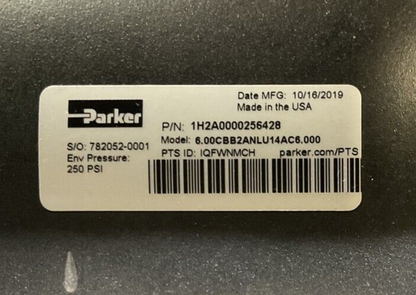 Parker
Date MFG: 10/16/2019
Made in the USA
P/N: 1H2A0000256428
Model: 6.00CBB2ANLU14AC6.000
S/O: 782052-0001
PTS ID: IQFWNMCH parker.com/PTS
Env Pressure:
250 PSI